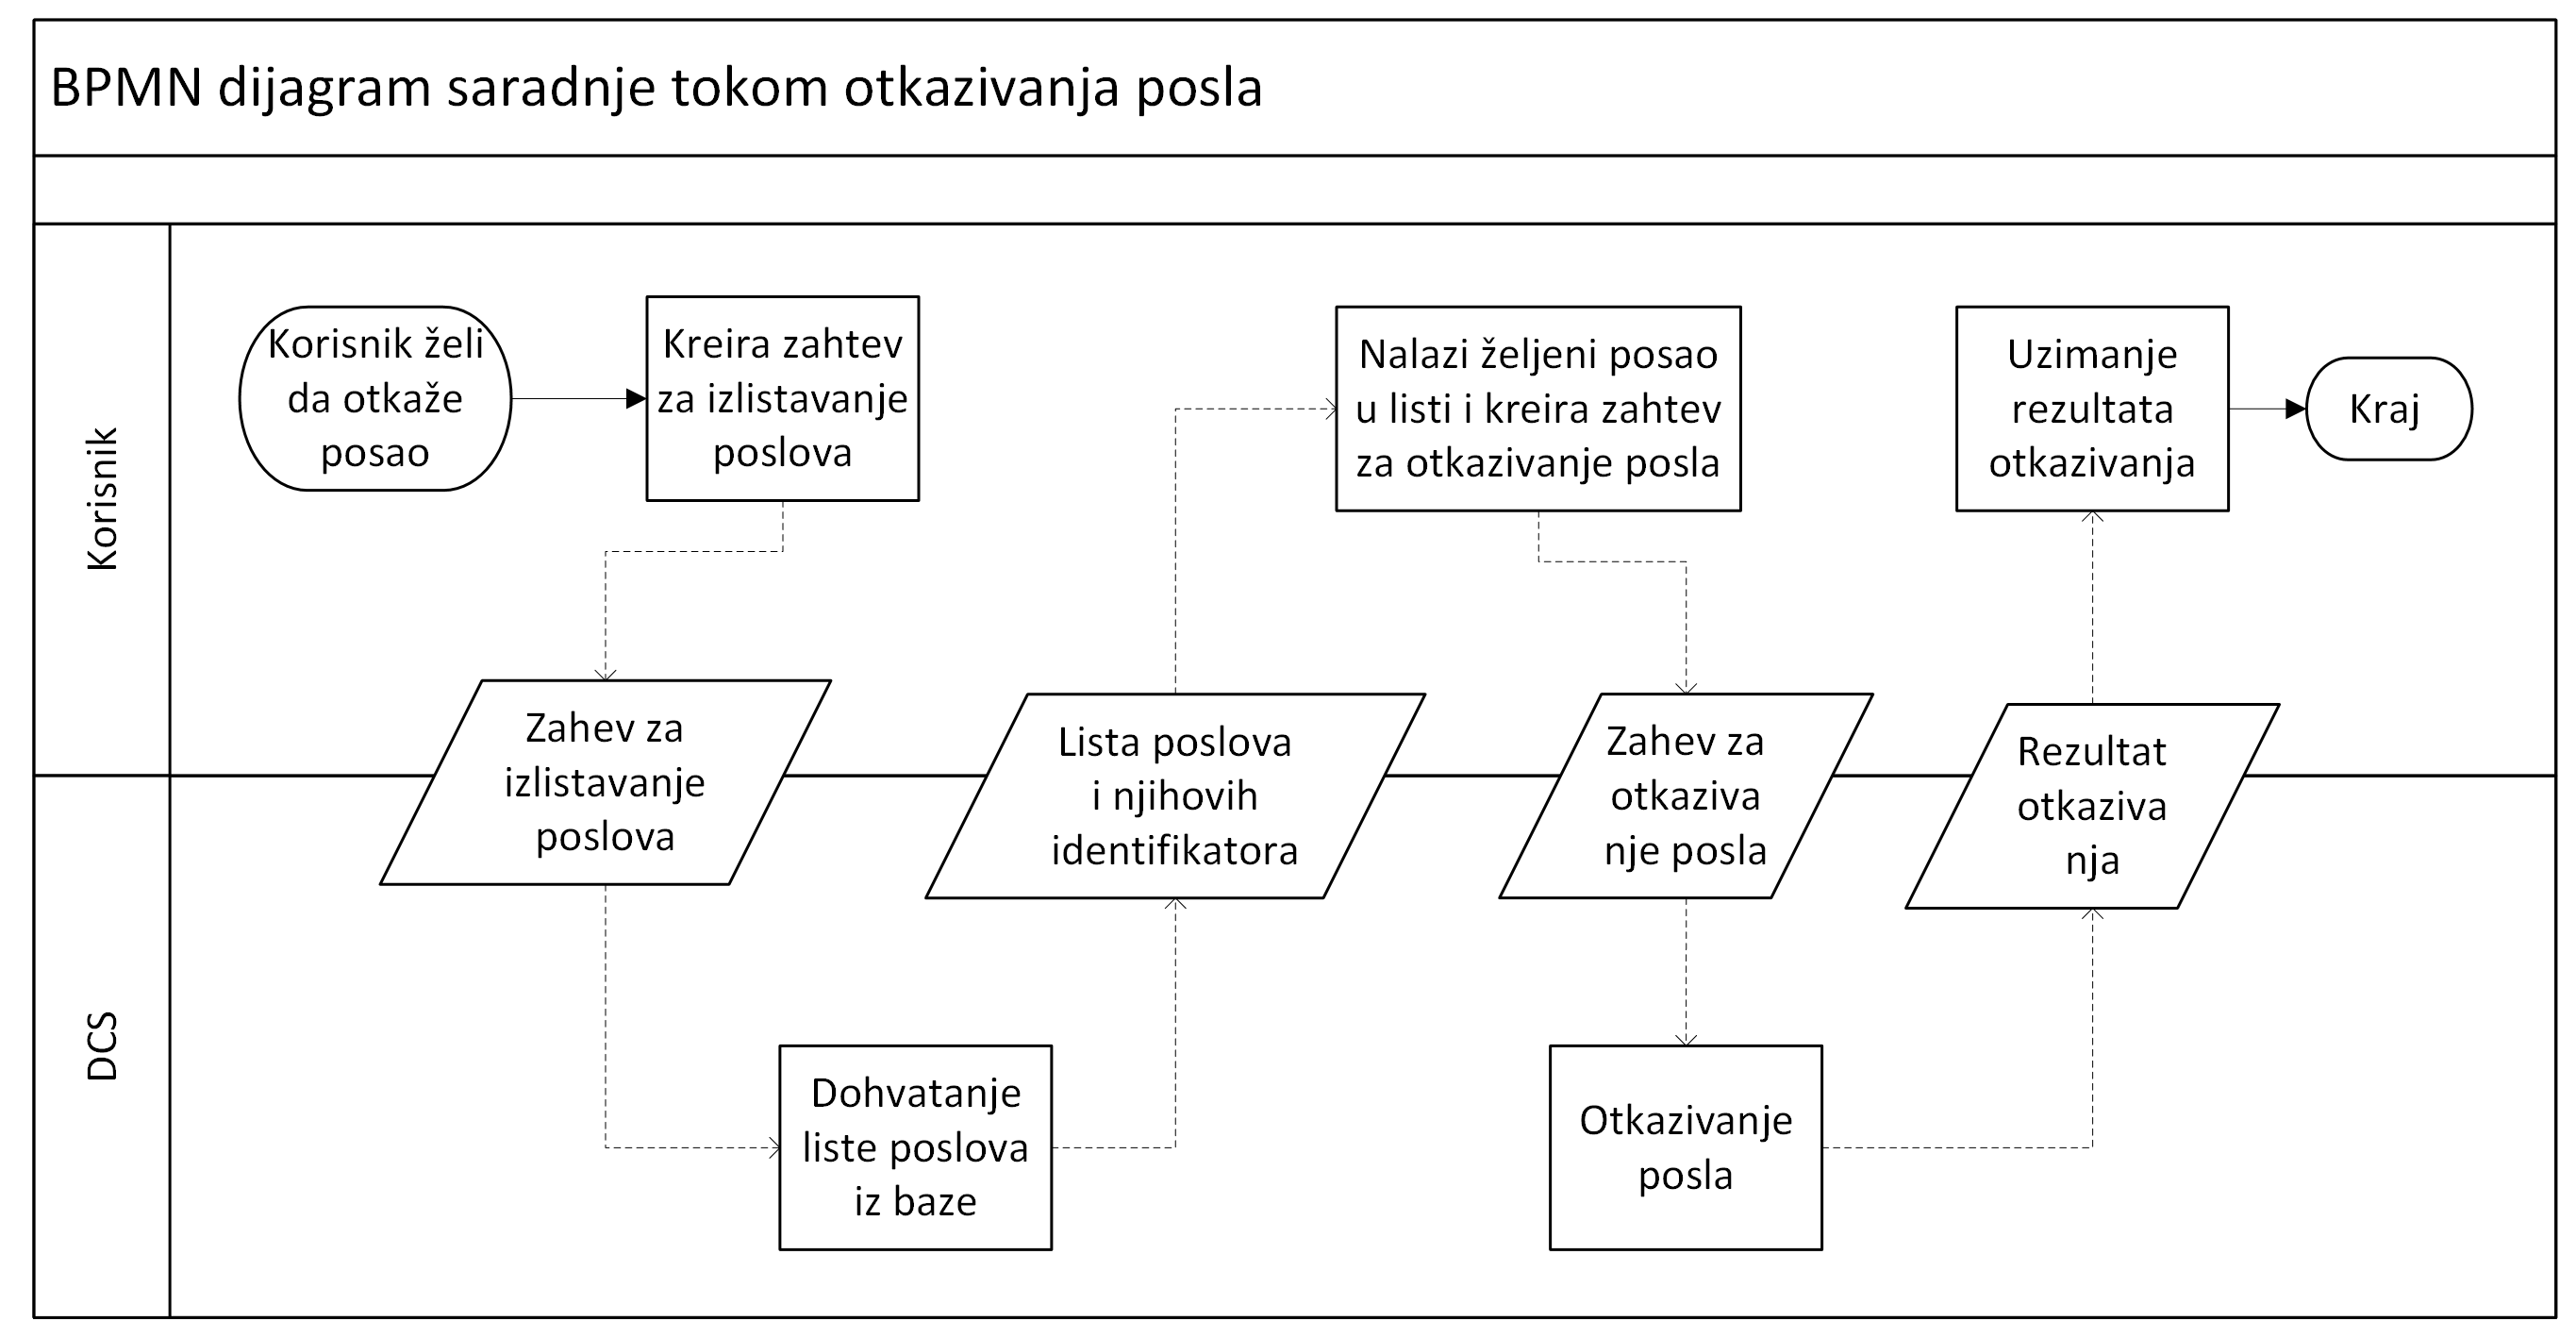 BPMN dijagram saradnje tokom otkazivanja posla
Korisnik
Korisnik želi
da otkaže
posao
Kreira zahtev
za izlistavanje
poslova
Nalazi željeni posao
u listi i kreira zahtev
za otkazivanje posla
Uzimanje
rezultata
otkazivanja
Kraj
Zahev za
izlistavanje
poslova
Lista poslova
i njihovih
identifikatora
Zahev za
otkaziva
nje posla
Rezultat
otkaziva
nja
DCS
Dohvatanje
liste poslova
iz baze
Otkazivanje
posla